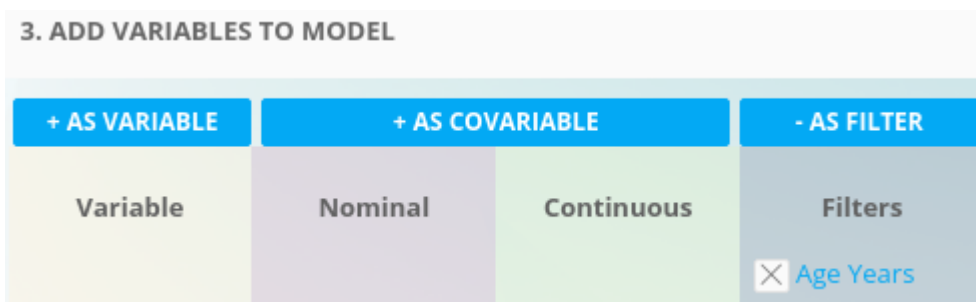 3. ADD VARIABLES TO MODEL
+ AS VARIABLE
+ AS COVARIABLE
- AS FILTER
Variable
Nominal
Continuous
Filters
Age Years